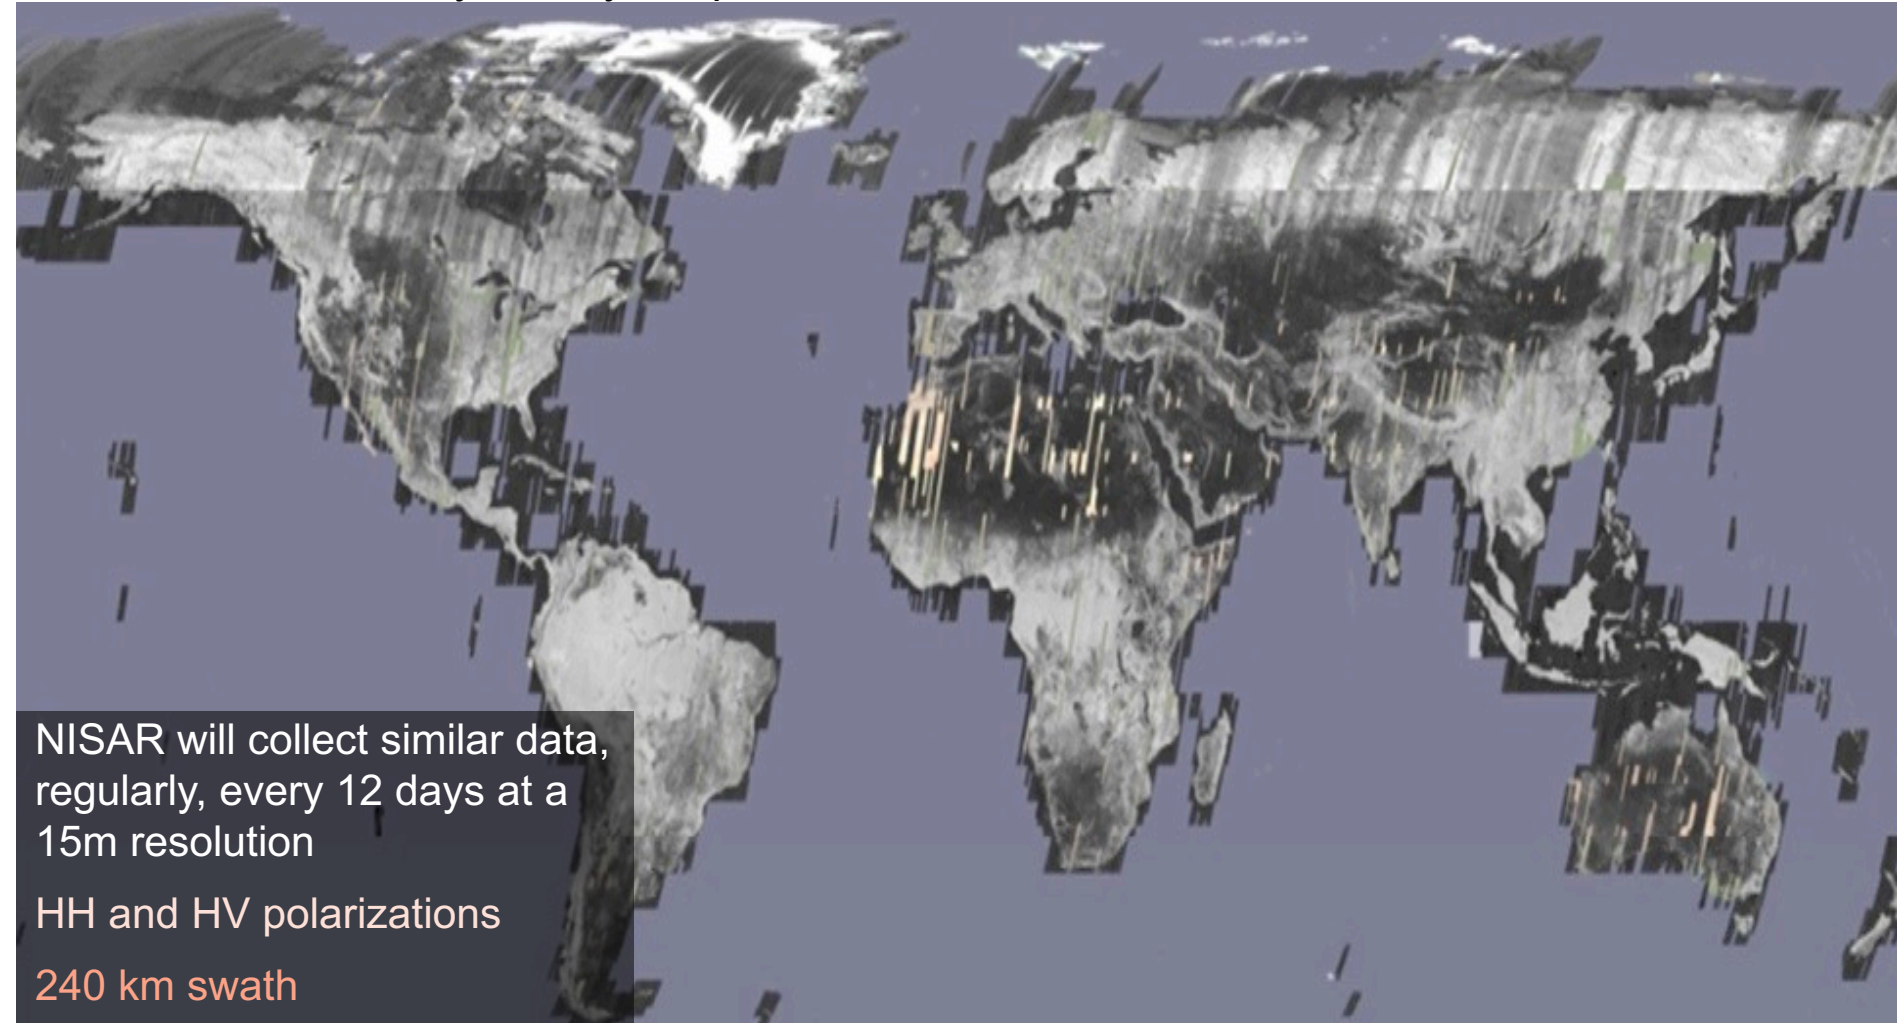 NISAR will collect similar data,
regularly, every 12 days at a
15m resolution
HH and HV polarizations
240 km swath